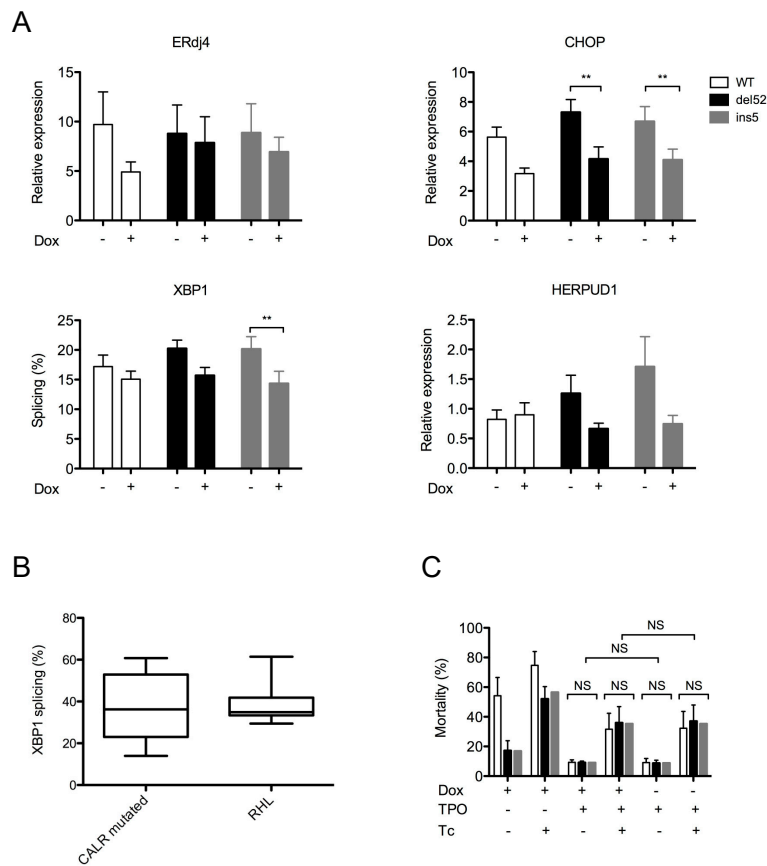 A
ERdj4
15
10
5
0
Relative expression
Dox - + - + - +
CHOP
10
8
6
4
2
0
Relative expression
** **
Dox - + - + - +
WT
del52
ins5
XBP1
25
20
15
10
5
0
Splicing (%)
**
Dox - + - + - +
HERPUD1
2.5
2.0
1.5
1.0
0.5
0.0
Relative expression
Dox - + - + - +
B
80
60
40
20
0
XBP1 splicing (%)
CALR mutated
RHL
C
100
80
60
40
20
0
Mortality (%)
NS
NS
NS NS NS NS
Dox + + + + - -
TPO - - + + + +
Tc - + - + - +